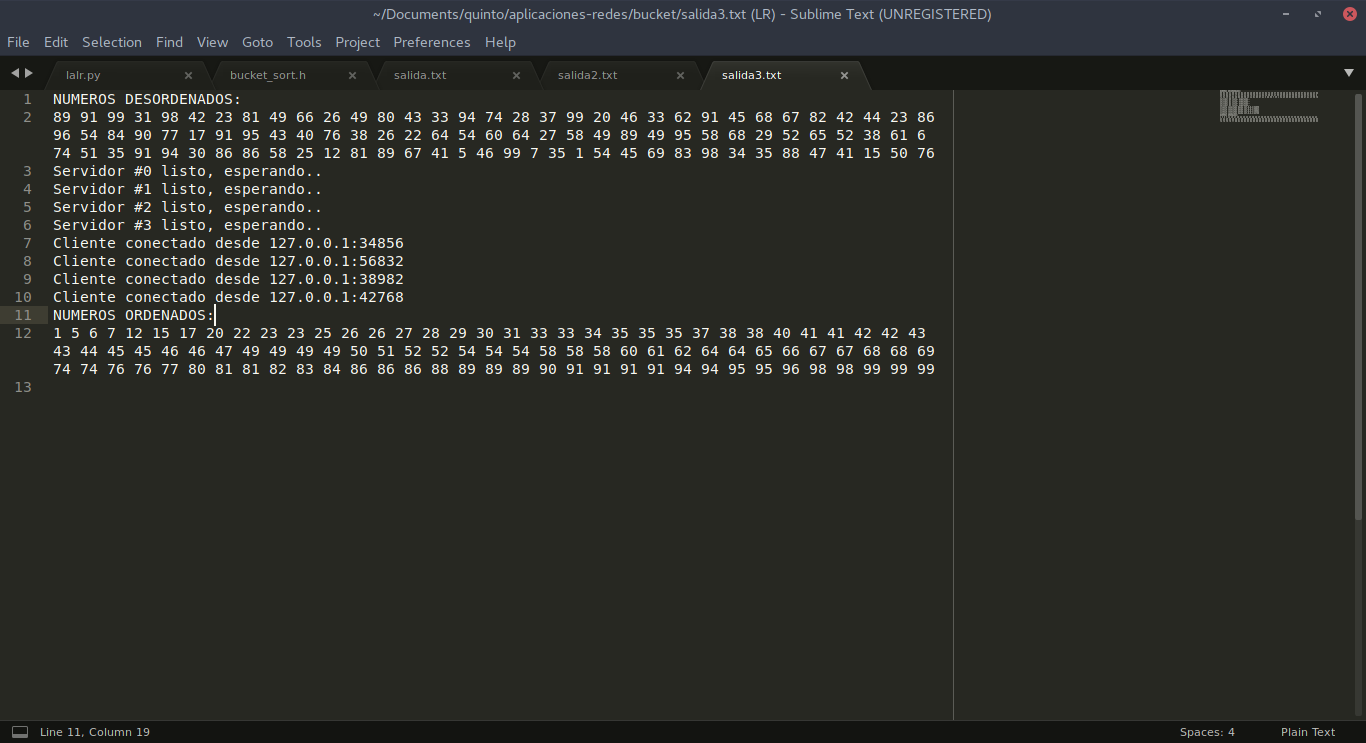 ~/Documents/quinto/aplicaciones-redes/bucket/salida3.txt (LR) - Sublime Text (UNREGISTERED)
File Edit Selection Find View Goto Tools Project Preferences Help
lalr.py bucket_sort.h salida.txt salida2.txt salida3.txt
1 NUMEROS DESORDENADOS:
2 89 91 99 31 98 42 23 81 49 66 26 49 80 43 33 94 74 28 37 99 20 46 33 62 91 45 68 67 82 42 44 23 86
96 54 84 90 77 17 91 95 43 40 76 38 26 22 64 54 60 64 27 58 49 89 49 95 58 68 29 52 65 52 38 61 6
74 51 35 91 94 30 86 86 58 25 12 81 89 67 41 5 46 99 7 35 1 54 45 69 83 98 34 35 88 47 41 15 50 76
3 Servidor #0 listo, esperando..
4 Servidor #1 listo, esperando..
5 Servidor #2 listo, esperando..
6 Servidor #3 listo, esperando..
7 Cliente conectado desde 127.0.0.1:34856
8 Cliente conectado desde 127.0.0.1:56832
9 Cliente conectado desde 127.0.0.1:38982
10 Cliente conectado desde 127.0.0.1:42768
11 NUMEROS ORDENADOS:
12 1 5 6 7 12 15 17 20 22 23 23 25 26 26 27 28 29 30 31 33 33 34 35 35 35 37 38 38 40 41 41 42 42 43
43 44 45 45 46 46 47 49 49 49 49 50 51 52 52 54 54 54 58 58 58 60 61 62 64 64 65 66 67 67 68 68 69
74 74 76 76 77 80 81 81 82 83 84 86 86 86 88 89 89 89 90 91 91 91 91 94 94 95 95 96 98 98 99 99 99
13
Line 11, Column 19 Spaces: 4 Plain Text